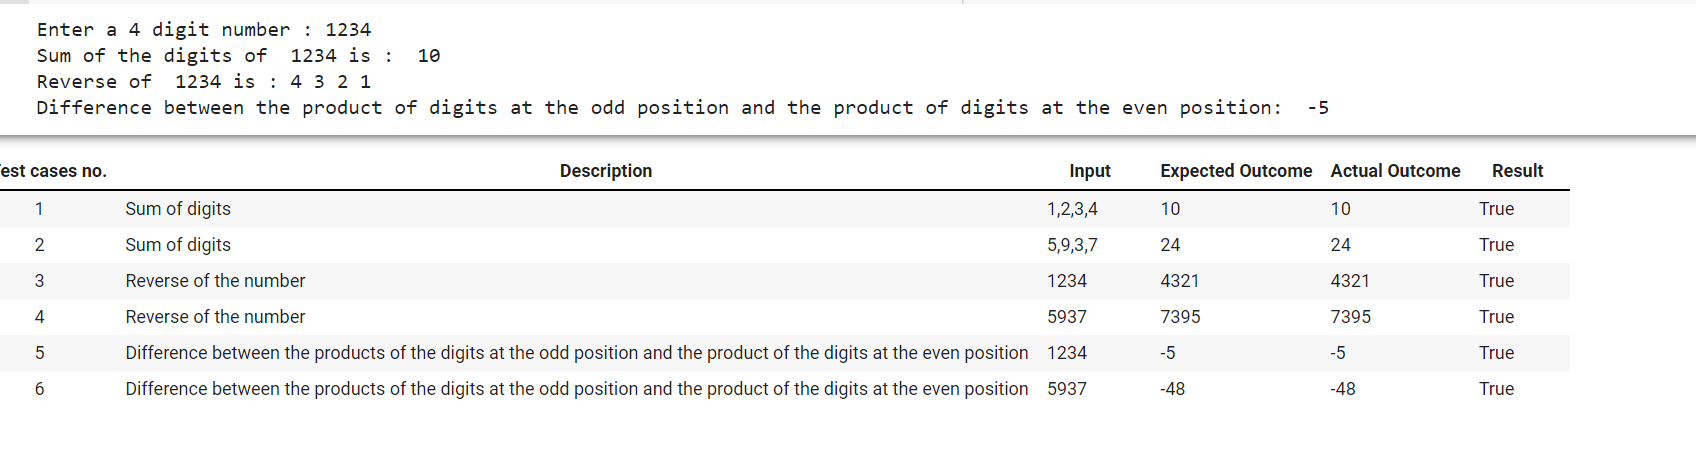 Enter a 4 digit number : 1234
Sum of the digits of  1234 is :  10
Reverse of  1234 is : 4 3 2 1
Difference between the product of digits at the odd position and the product of digits at the even position:  -5
est cases no. Description Input Expected Outcome Actual Outcome Result
1 Sum of digits 1,2,3,4 10 10 True
2 Sum of digits 5,9,3,7 24 24 True
3 Reverse of the number 1234 4321 4321 True
4 Reverse of the number 5937 7395 7395 True
5 Difference between the products of the digits at the odd position and the product of the digits at the even position 1234 -5 -5 True
6 Difference between the products of the digits at the odd position and the product of the digits at the even position 5937 -48 -48 True